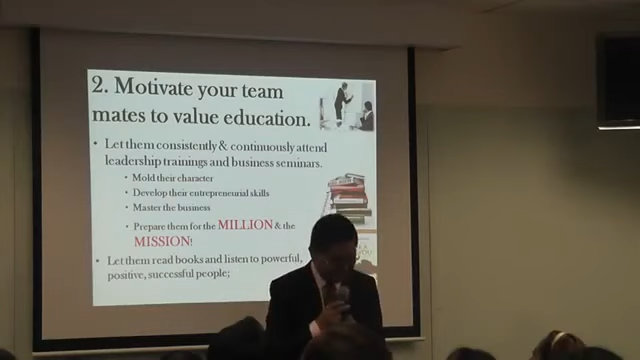 2. Motivate your team
mates to value education.
• Let them consistently & continuously attend
leadership trainings and business seminars.
• Mold their character
• Develop their entrepreneurial skills
• Master the business
• Prepare them for the MILLION & the
MISSION!
• Let them read books and listen to powerful,
positive, successful people;